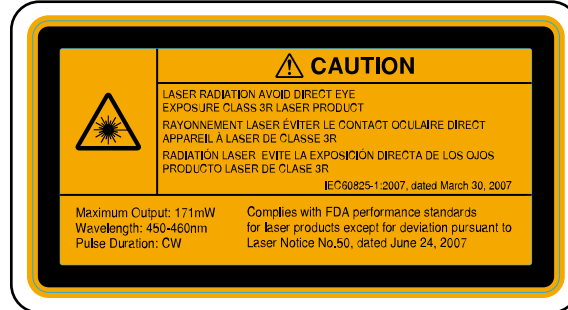 CAUTION
LASER RADIATION AVOID DIRECT EYE
EXPOSURE CLASS 3R LASER PRODUCT
RAYONNEMENT LASER ÉVITER LE CONTACT OCULAIRE DIRECT
APPAREIL À LASER DE CLASSE 3R
RADIATIÓN LASER EVITE LA EXPOSICIÓN DIRECTA DE LOS OJOS
PRODUCTO LASER DE CLASE 3R
IEC60825-1:2007, dated March 30, 2007
Maximum Output: 171mW
Wavelength: 450-460nm
Pulse Duration: CW
Complies with FDA performance standards
for laser products except for deviation pursuant to
Laser Notice No.50, dated June 24, 2007